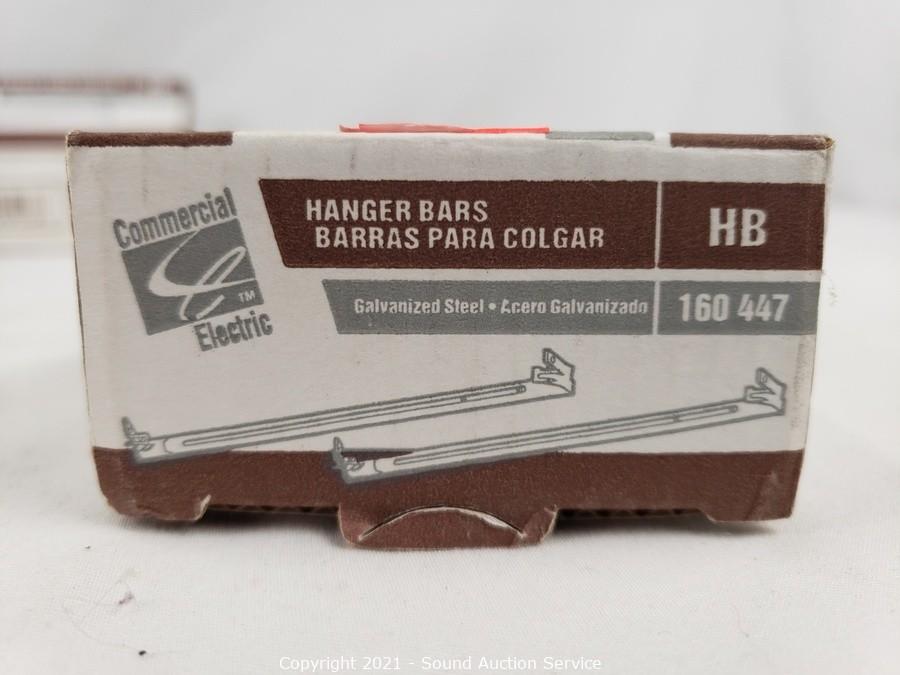 Commercial
TM
Electric
HANGER BARS
BARRAS PARA COLGAR
HB
Galvanized Steel • Acero Galvanizado
160 447
Copyright 2021 - Sound Auction Service